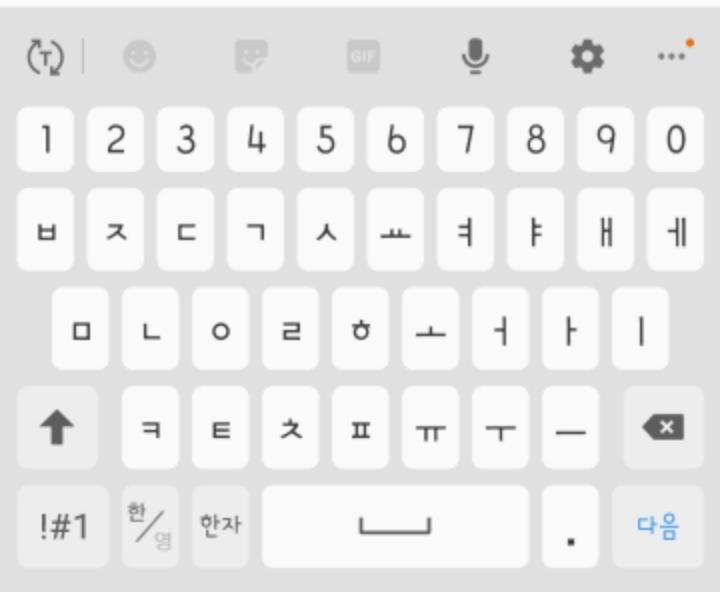 T GIF
1 2 3 4 5 6 7 8 9 0
ㅂ ㅈ ㄷ ㄱ ㅅ ㅛ ㅕ ㅑ ㅐ ㅔ
ㅁ ㄴ ㅇ ㄹ ㅎ ㅗ ㅓ ㅏ ㅣ
ㅋ ㅌ ㅊ ㅍ ㅠ ㅜ ㅡ
!#1 한/영 한자 . 다음